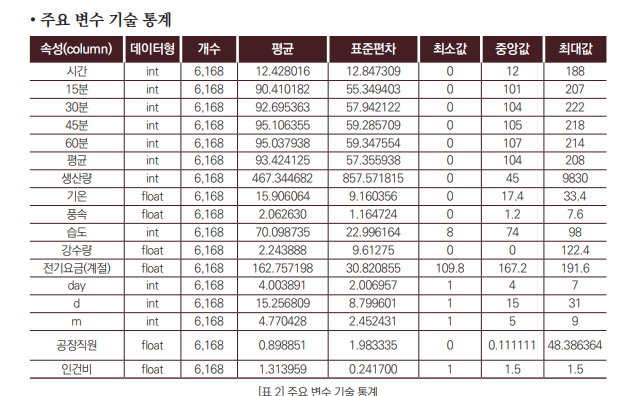 • 주요 변수 기술 통계
속성(column) 데이터형 개수 평균 표준편차 최소값 중앙값 최대값
시간 int 6,168 12.428016 12.847309 0 12 188
15분 int 6,168 90.410182 55.349403 0 101 207
30분 int 6,168 92.695363 57.942122 0 104 222
45분 int 6,168 95.106355 59.285709 0 105 218
60분 int 6,168 95.037938 59.347554 0 107 214
평균 int 6,168 93.424125 57.355938 0 104 208
생산량 int 6,168 467.344682 857.571815 0 45 9830
기온 float 6,168 15.906064 9.160356 0 17.4 33.4
풍속 float 6,168 2.062630 1.164724 0 1.2 7.6
습도 int 6,168 70.098735 22.996164 8 74 98
강수량 float 6,168 2.243888 9.61275 0 0 122.4
전기요금(계절) float 6,168 162.757198 30.820855 109.8 167.2 191.6
day int 6,168 4.003891 2.006957 1 4 7
d int 6,168 15.256809 8.799601 1 15 31
m int 6,168 4.770428 2.452431 1 5 9
공장직원 float 6,168 0.898851 1.983335 0 0.111111 48.386364
인건비 float 6,168 1.313959 0.241700 1 1.5 1.5
[표 2] 주요 변수 기술 통계